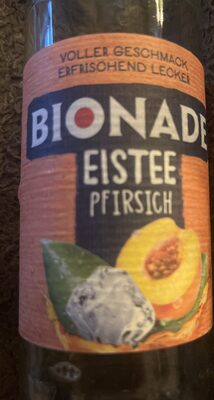 VOLLER GESCHMACK
ERFRISCHEND LECKER
BIONADE
EISTEE
PFIRSICH